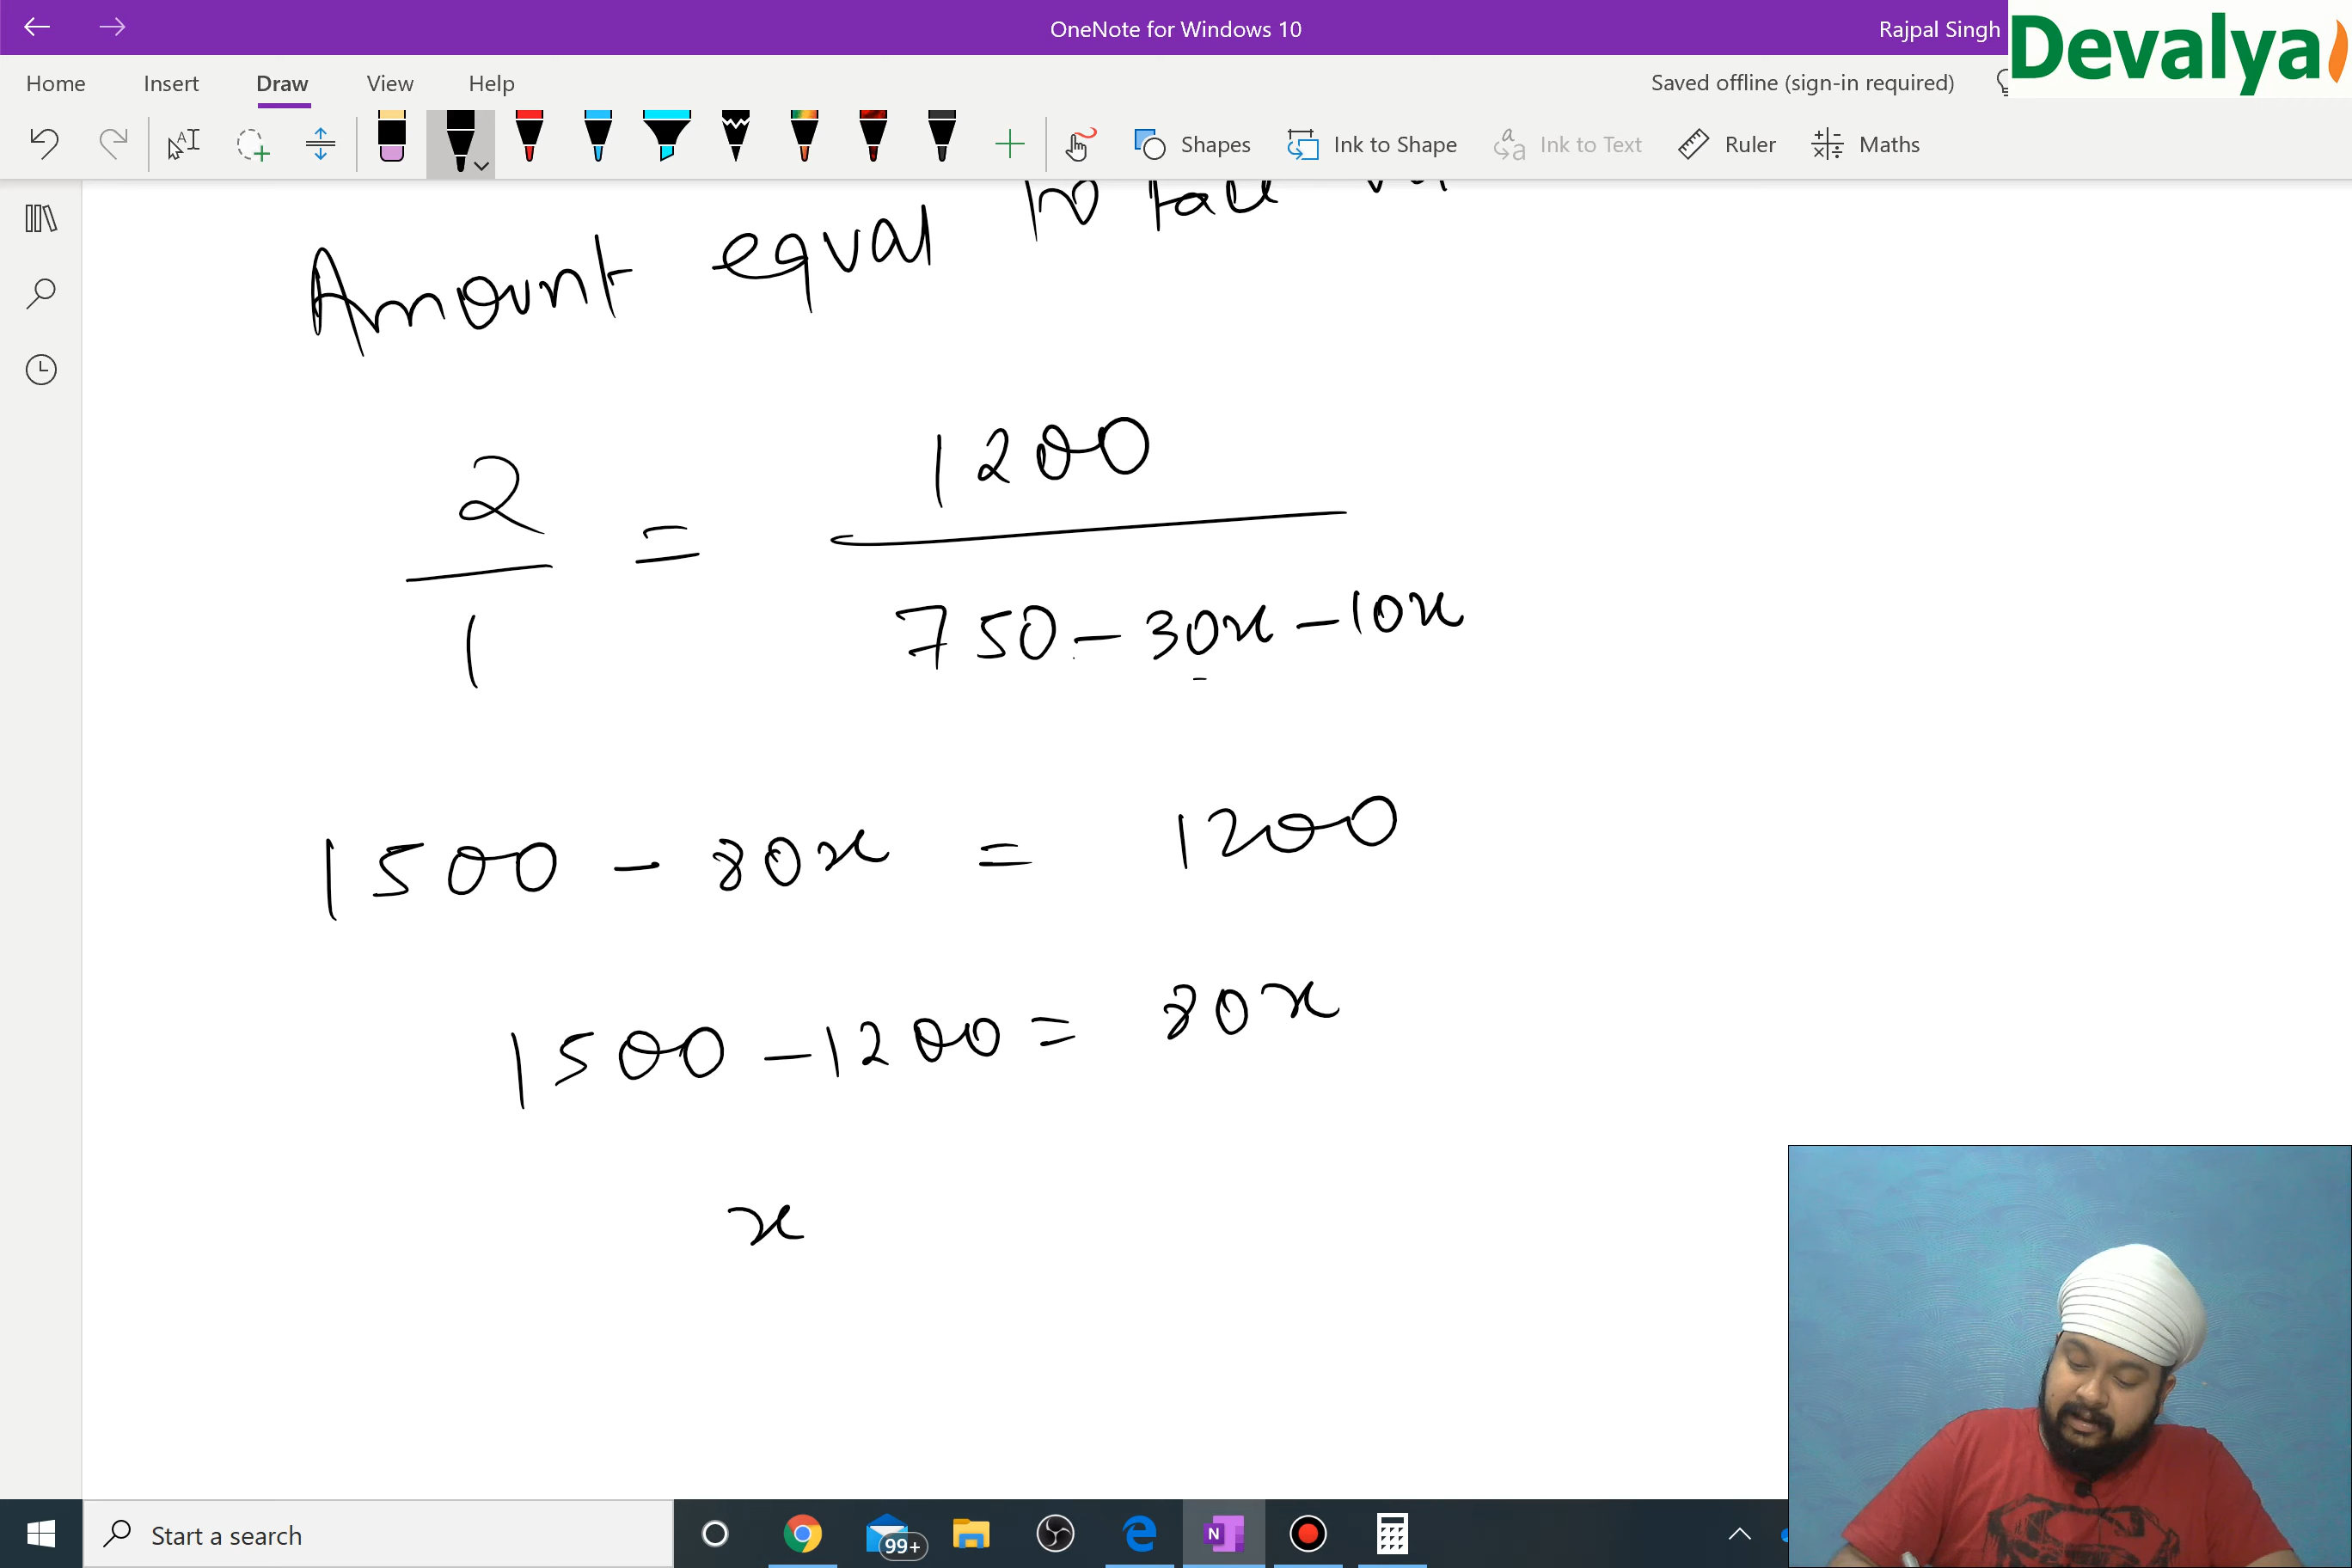 OneNote for Windows 10
Rajpal Singh
Devalya
Home Insert Draw View Help
Saved offline (sign-in required)
Shapes Ink to Shape Ink to Text Ruler Maths
Amount equal to face
2/1 = 1200/(750 - 30x - 10x)
1500 - 80x = 1200
1500 - 1200 = 80x
x
Start a search
99+